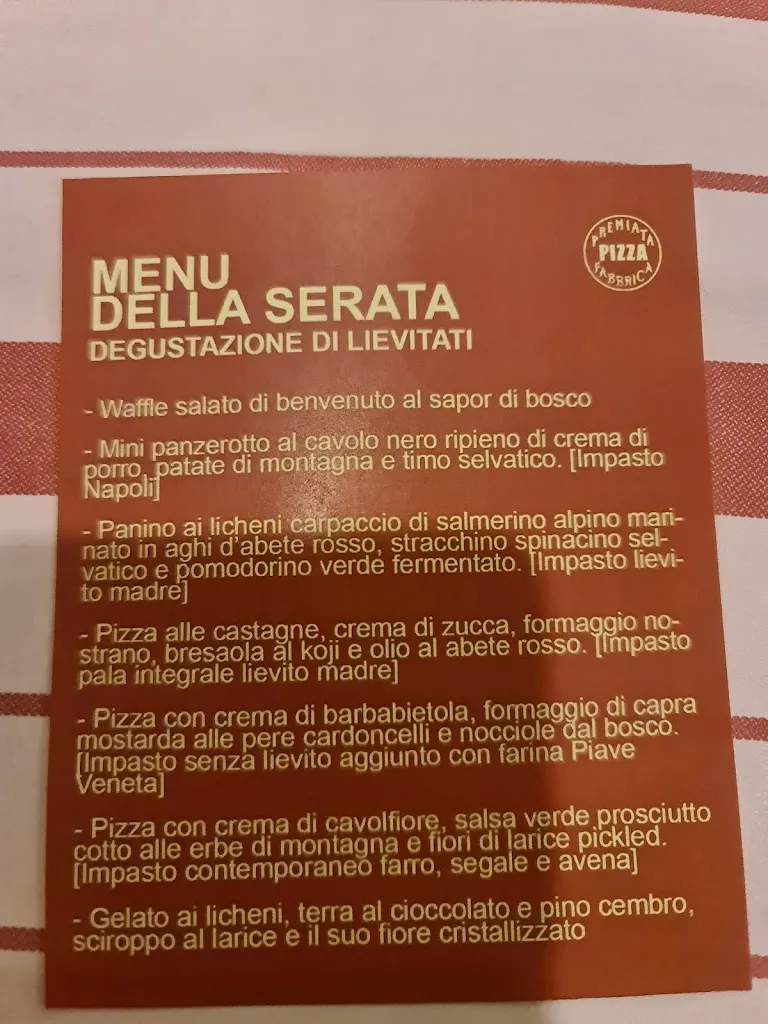 PREMIATA
PIZZA
FABBRICA
MENU
DELLA SERATA
DEGUSTAZIONE DI LIEVITATI
- Waffle salato di benvenuto al sapor di bosco
- Mini panzerotto al cavolo nero ripieno di crema di
porro, patate di montagna e timo selvatico. [Impasto
Napoli]
- Panino ai licheni carpaccio di salmerino alpino mari-
nato in aghi d'abete rosso, stracchino spinacino sel-
vatico e pomodorino verde fermentato. [Impasto lievi-
to madre]
- Pizza alle castagne, crema di zucca, formaggio no-
strano, bresaola al koji e olio al abete rosso. [Impasto
pala integrale lievito madre]
- Pizza con crema di barbabietola, formaggio di capra
mostarda alle pere cardoncelli e nocciole dal bosco.
[Impasto senza lievito aggiunto con farina Piave
Veneta]
- Pizza con crema di cavolfiore, salsa verde prosciutto
cotto alle erbe di montagna e fiori di larice pickled.
[Impasto contemporaneo farro, segale e avena]
- Gelato ai licheni, terra al cioccolato e pino cembro,
sciroppo al larice e il suo fiore cristallizzato